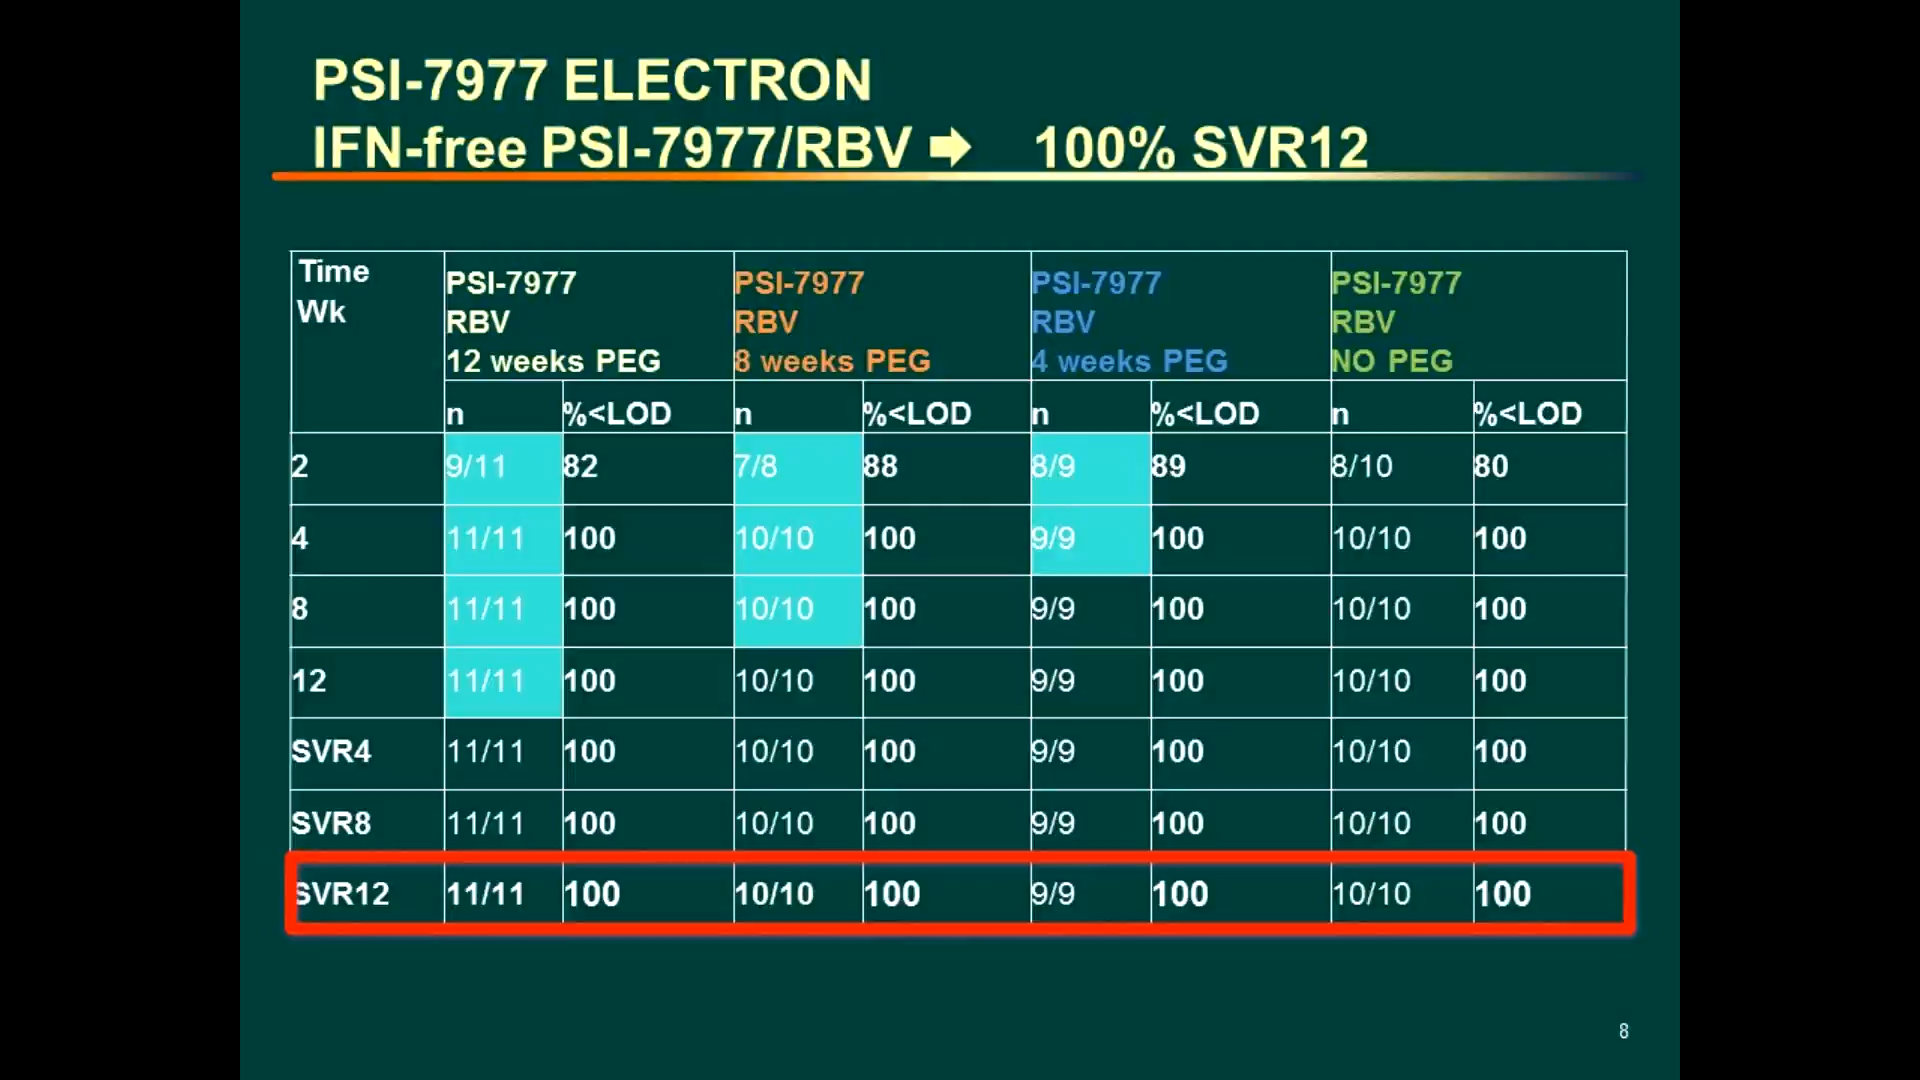 PSI-7977 ELECTRON
IFN-free PSI-7977/RBV ➡ 100% SVR12
Time Wk PSI-7977 RBV 12 weeks PEG PSI-7977 RBV 8 weeks PEG PSI-7977 RBV 4 weeks PEG PSI-7977 RBV NO PEG
n %<LOD n %<LOD n %<LOD n %<LOD
2 9/11 82 7/8 88 8/9 89 8/10 80
4 11/11 100 10/10 100 9/9 100 10/10 100
8 11/11 100 10/10 100 9/9 100 10/10 100
12 11/11 100 10/10 100 9/9 100 10/10 100
SVR4 11/11 100 10/10 100 9/9 100 10/10 100
SVR8 11/11 100 10/10 100 9/9 100 10/10 100
SVR12 11/11 100 10/10 100 9/9 100 10/10 100
8